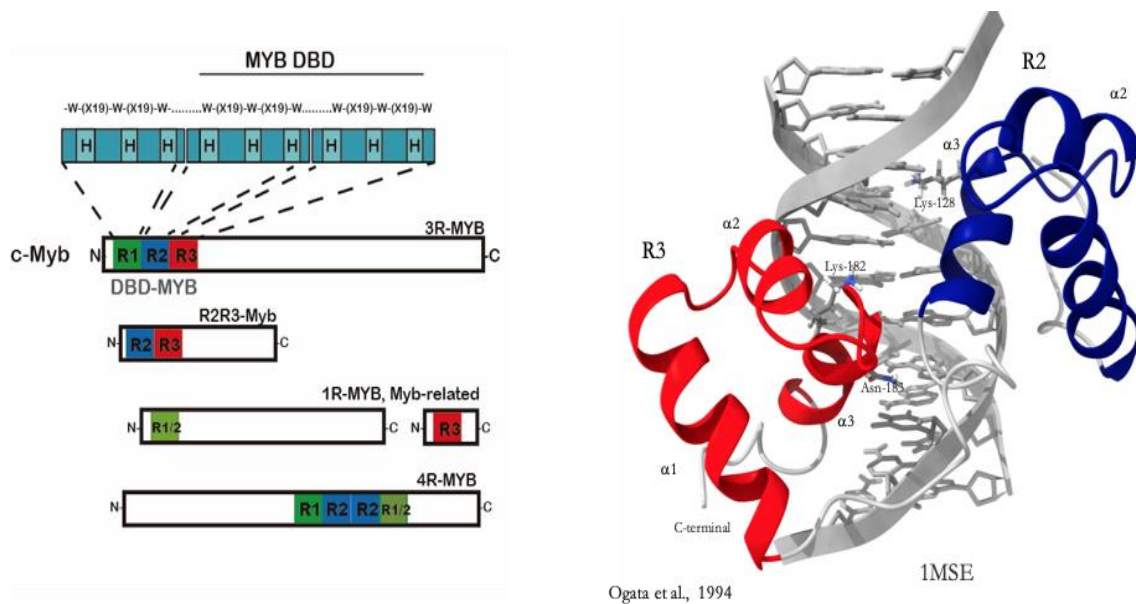 MYB DBD
-W-(X19)-W-(X19)-W-.........W-(X19)-W-(X19)-W.........W-(X19)-W-(X19)-W
H H H H H H H H H
c-Myb N- R1 R2 R3 -C
3R-MYB
DBD-MYB
R2R3-Myb
N- R2 R3 -C
1R-MYB, Myb-related
N- R1/2 -C N- R3 -C
4R-MYB
N- R1 R2 R2 R1/2 -C
R2
α2
α3
Lys-128
α2
R3
Lys-182
Asn-183
α3
α1
C-terminal
1MSE
Ogata et al., 1994